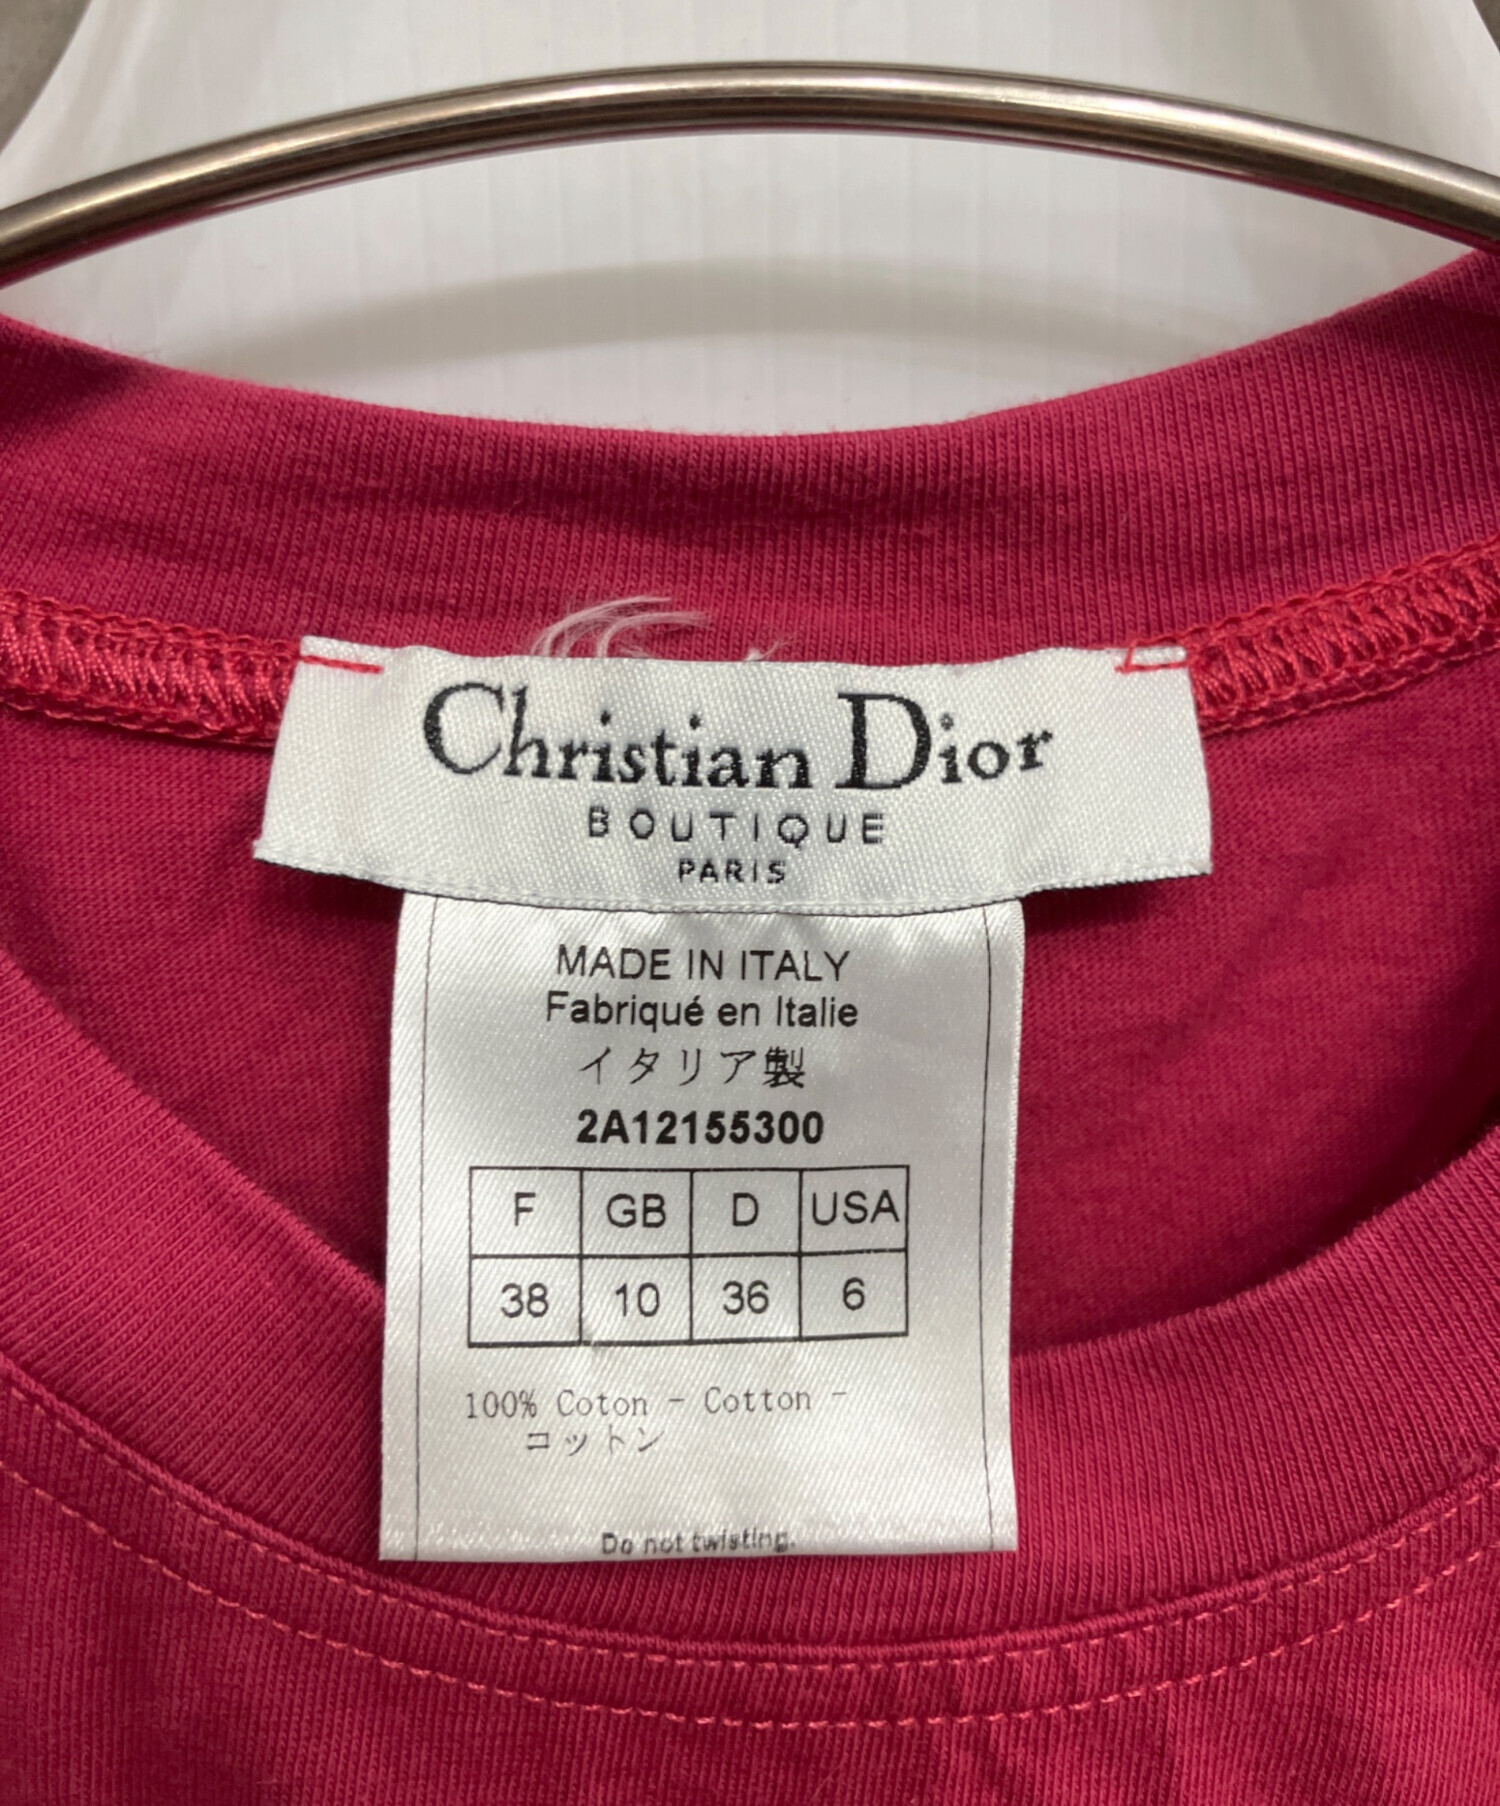 Christian Dior
BOUTIQUE
PARIS
MADE IN ITALY
Fabriqué en Italie
イタリア製
2A12155300
F GB D USA
38 10 36 6
100% Coton - Cotton -
コットン
Do not twisting.